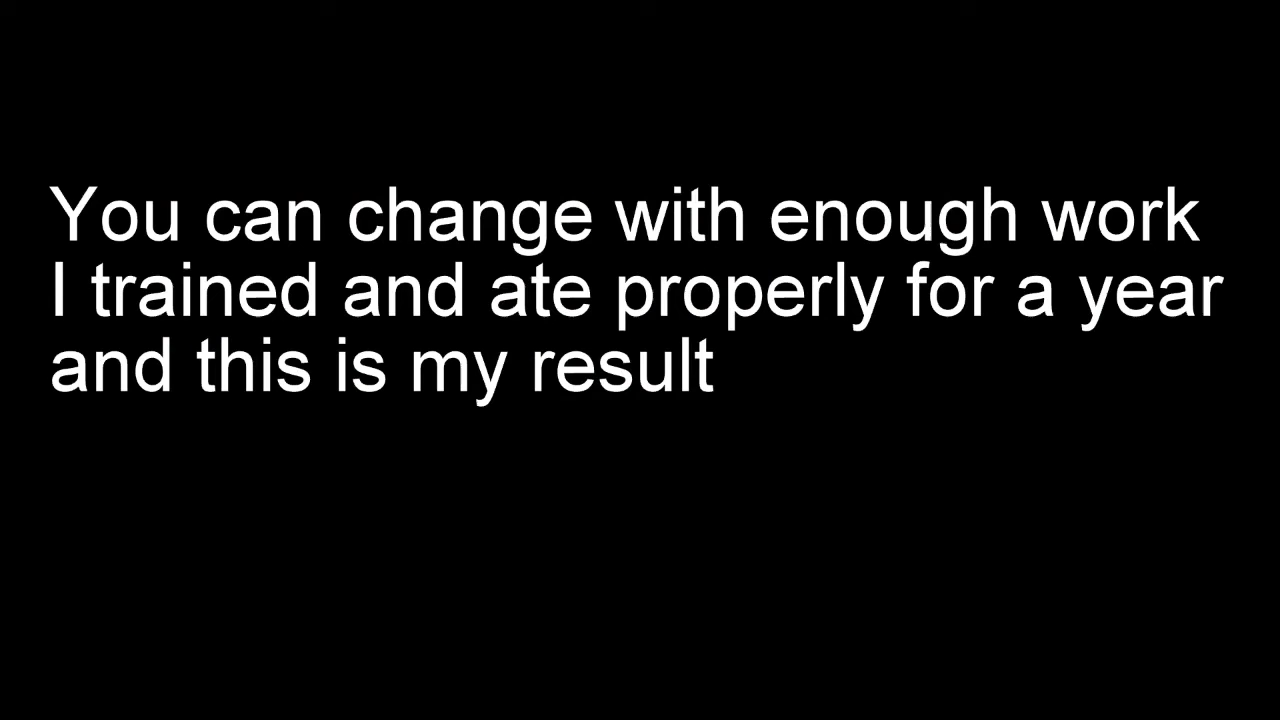 You can change with enough work
I trained and ate properly for a year
and this is my result